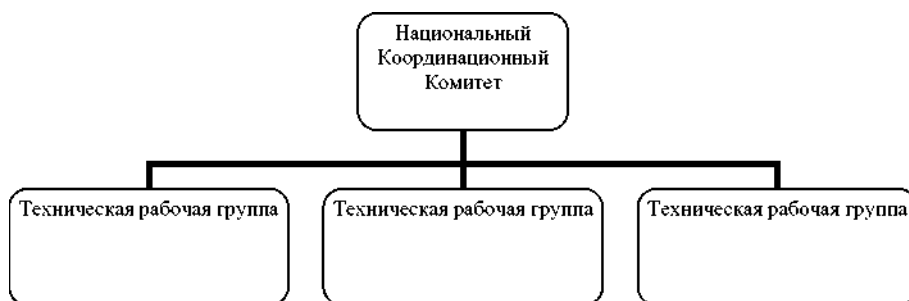 Национальный
Координационный
Комитет
Техническая рабочая группа
Техническая рабочая группа
Техническая рабочая группа